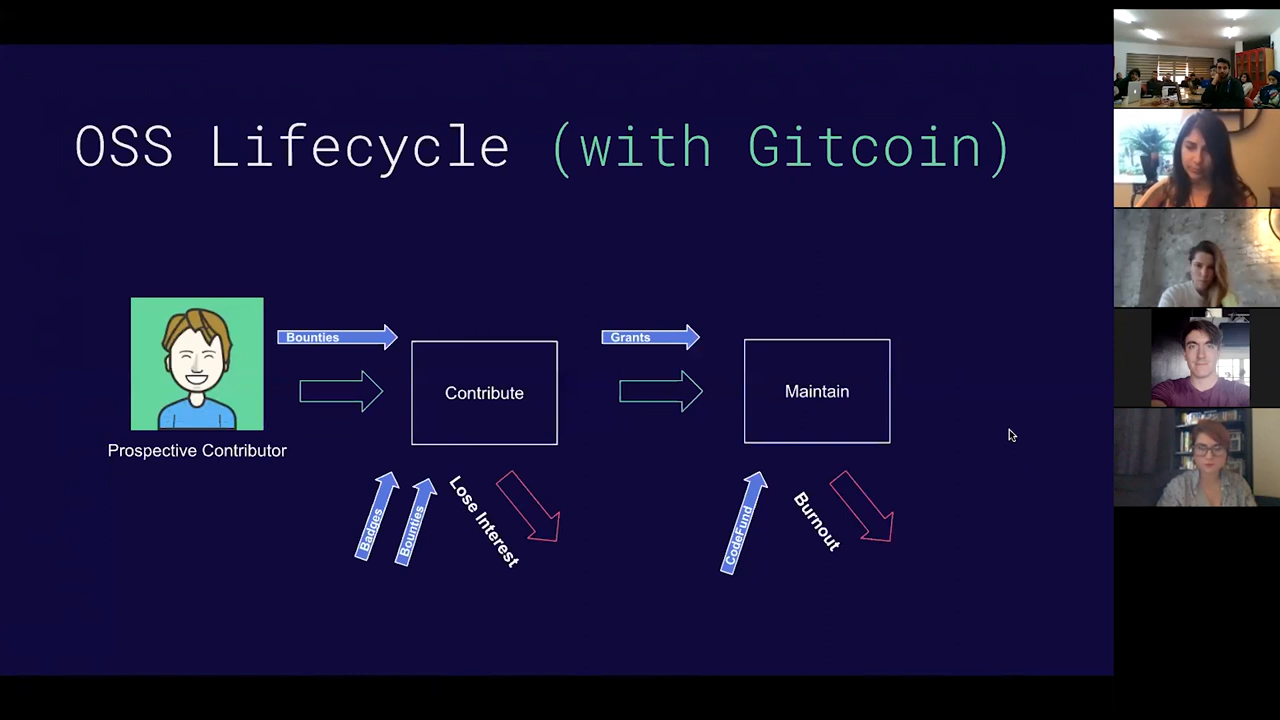 OSS Lifecycle (with Gitcoin)
Bounties
Grants
Contribute
Maintain
Prospective Contributor
Badges
Bounties
Lose Interest
CodeFund
Burnout